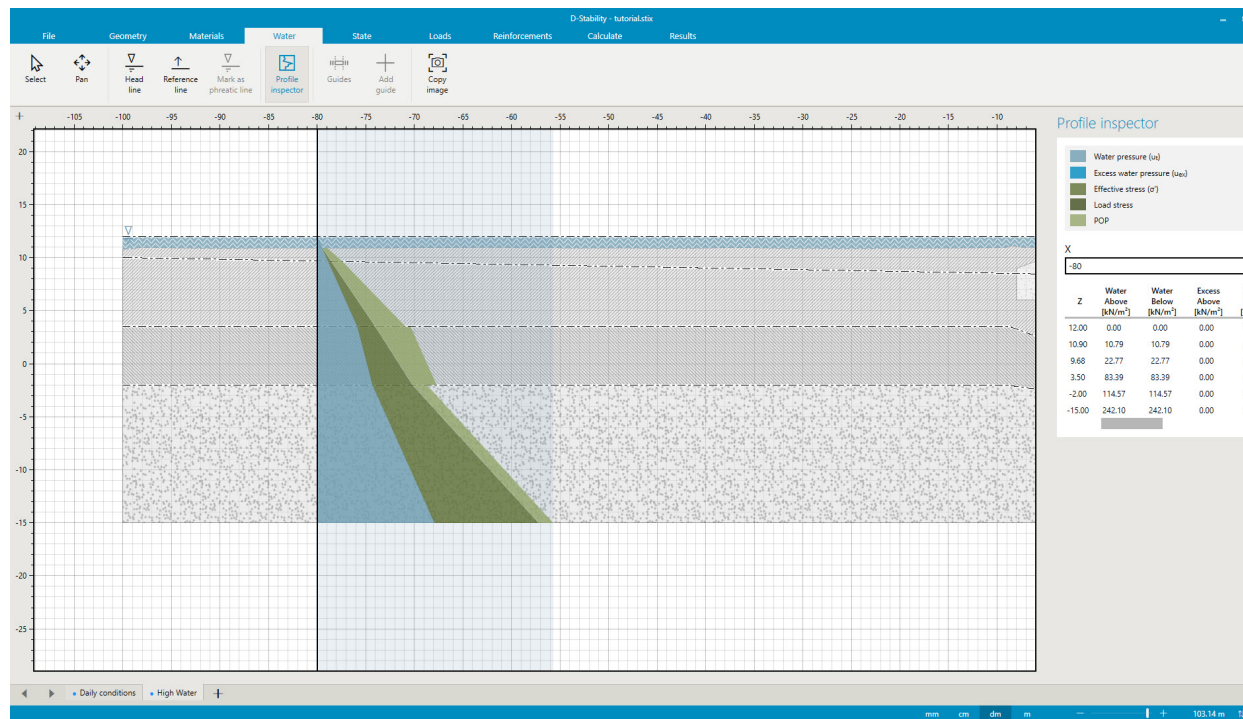 D-Stability - tutorial.stix
File Geometry Materials Water State Loads Reinforcements Calculate Results
Select Pan Head line Reference line Mark as phreatic line Profile inspector Guides Add guide Copy image
-105 -100 -95 -90 -85 -80 -75 -70 -65 -60 -55 -50 -45 -40 -35 -30 -25 -20 -15 -10
20
15
10
5
0
-5
-10
-15
-20
-25
Profile inspector
Water pressure (uₜ)
Excess water pressure (uₑₓ)
Effective stress (σ')
Load stress
POP
X
-80
Z Water Above [kN/m²] Water Below [kN/m²] Excess Above [kN/m²] [
12.00 0.00 0.00 0.00
10.90 10.79 10.79 0.00
9.68 22.77 22.77 0.00
3.50 83.39 83.39 0.00
-2.00 114.57 114.57 0.00
-15.00 242.10 242.10 0.00
Daily conditions High Water
mm cm dm m 103.14 m